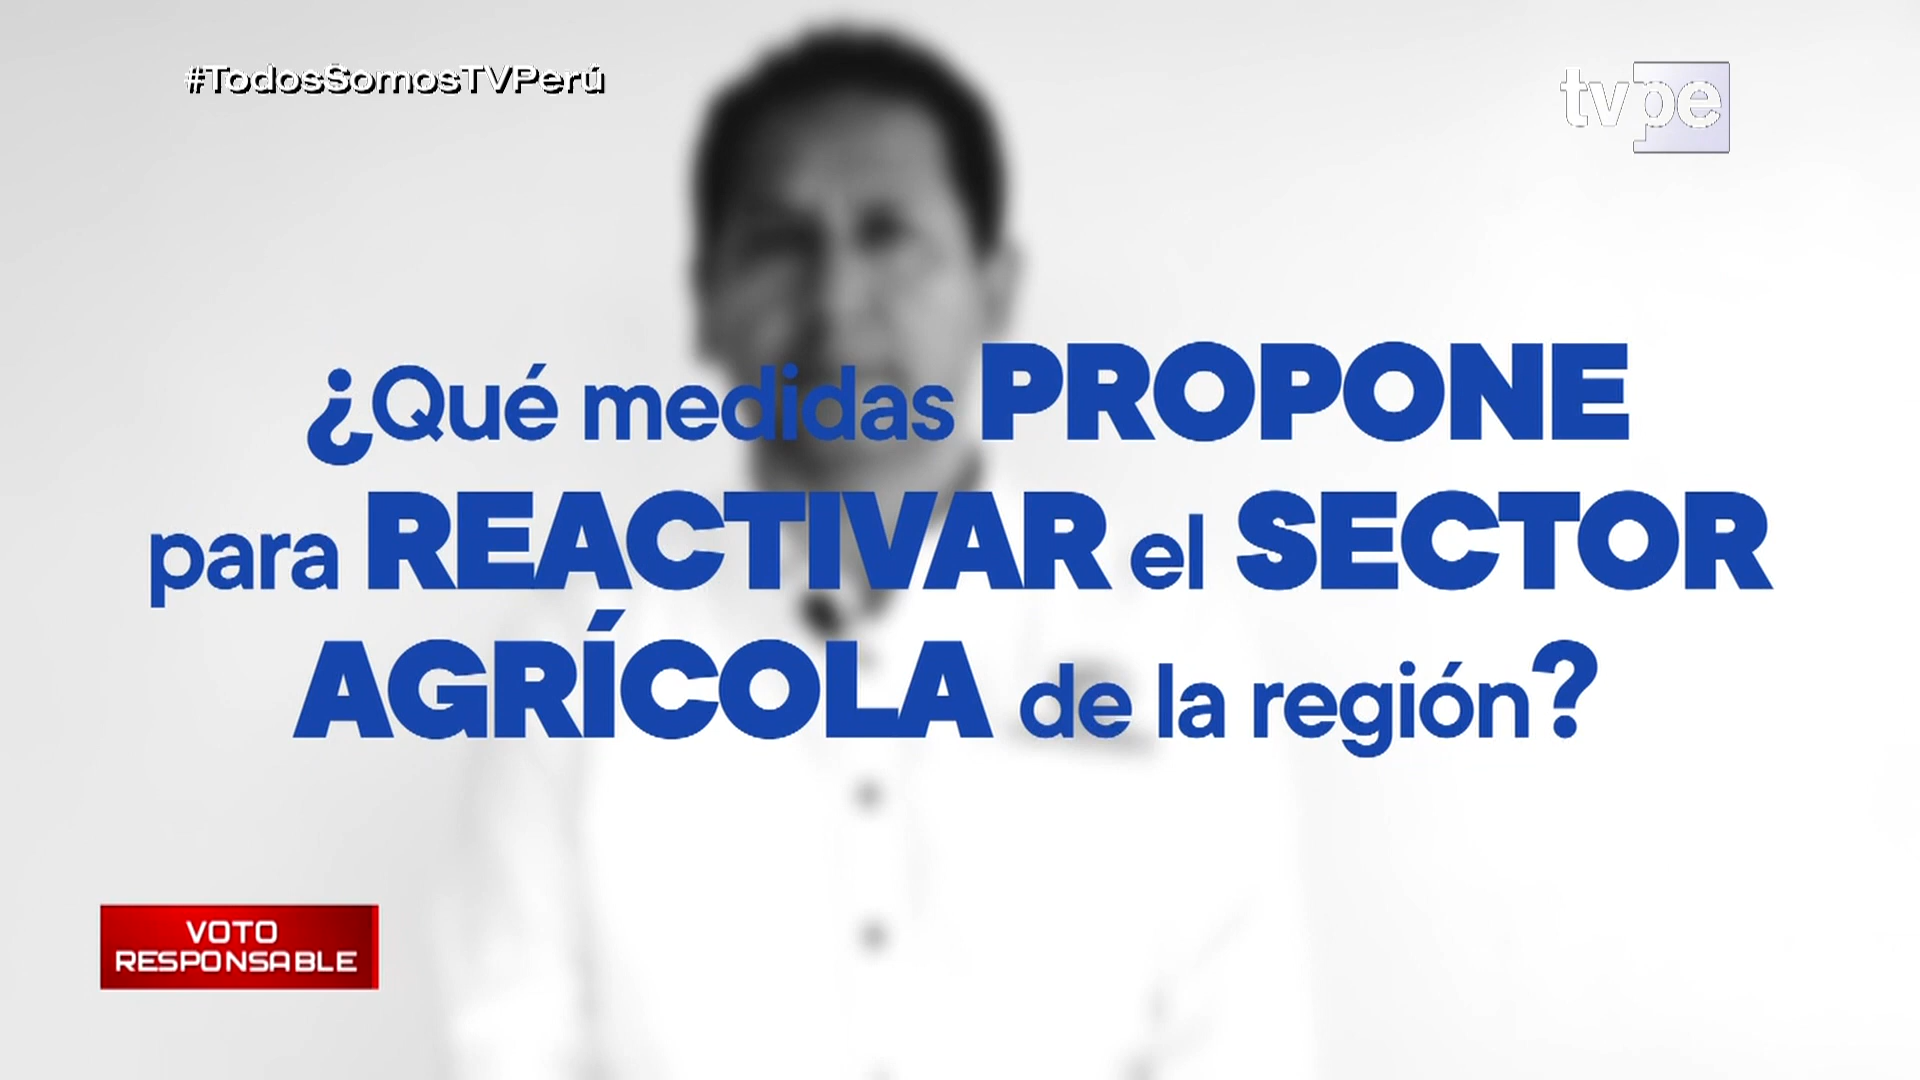 #TodosSomosTVPerú
tvpe
¿Qué medidas PROPONE
para REACTIVAR el SECTOR
AGRÍCOLA de la región?
VOTO
RESPONSABLE